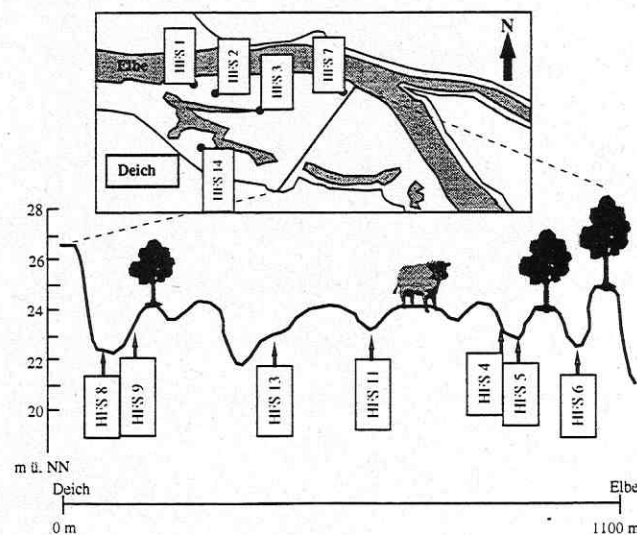 N
Elbe
HFS 1
HFS 2
HFS 3
HFS 7
HFS 14
Deich
28
26
24
22
20
m ü. NN
HFS 8
HFS 9
HFS 13
HFS 11
HFS 4
HFS 5
HFS 6
Deich
Elbe
0 m
1100 m